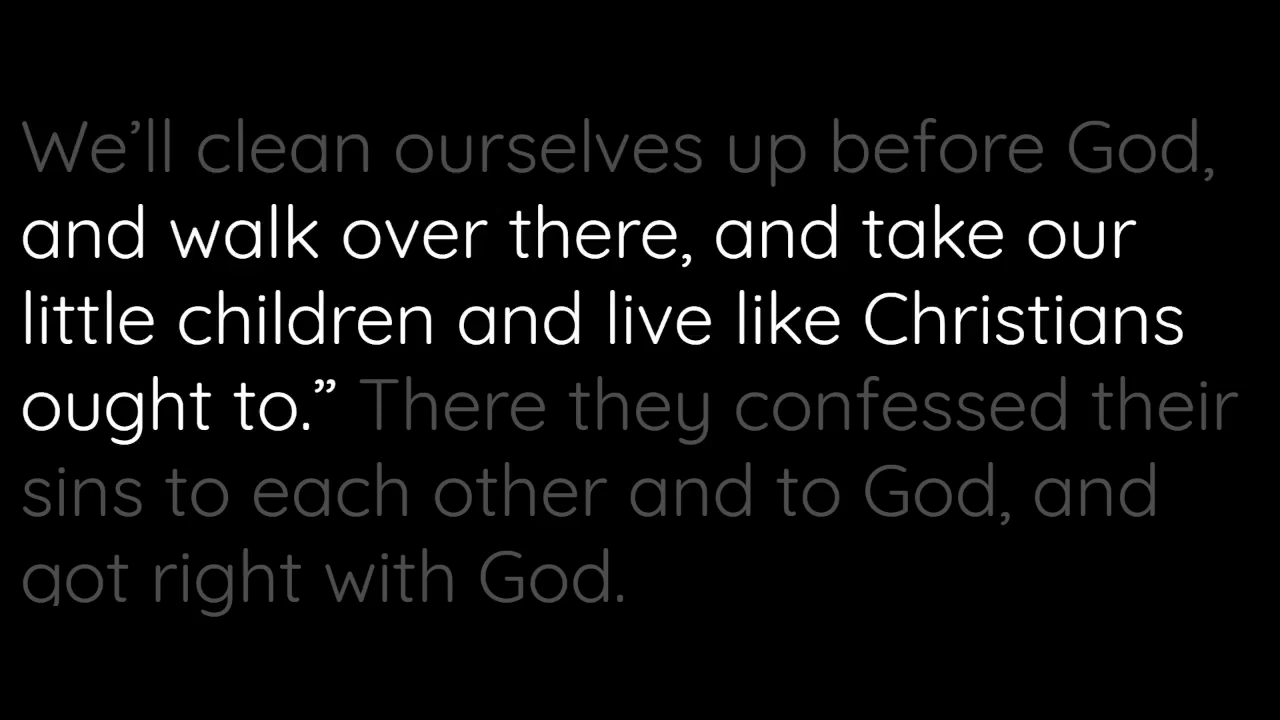 We’ll clean ourselves up before God,
and walk over there, and take our
little children and live like Christians
ought to.” There they confessed their
sins to each other and to God, and
got right with God.